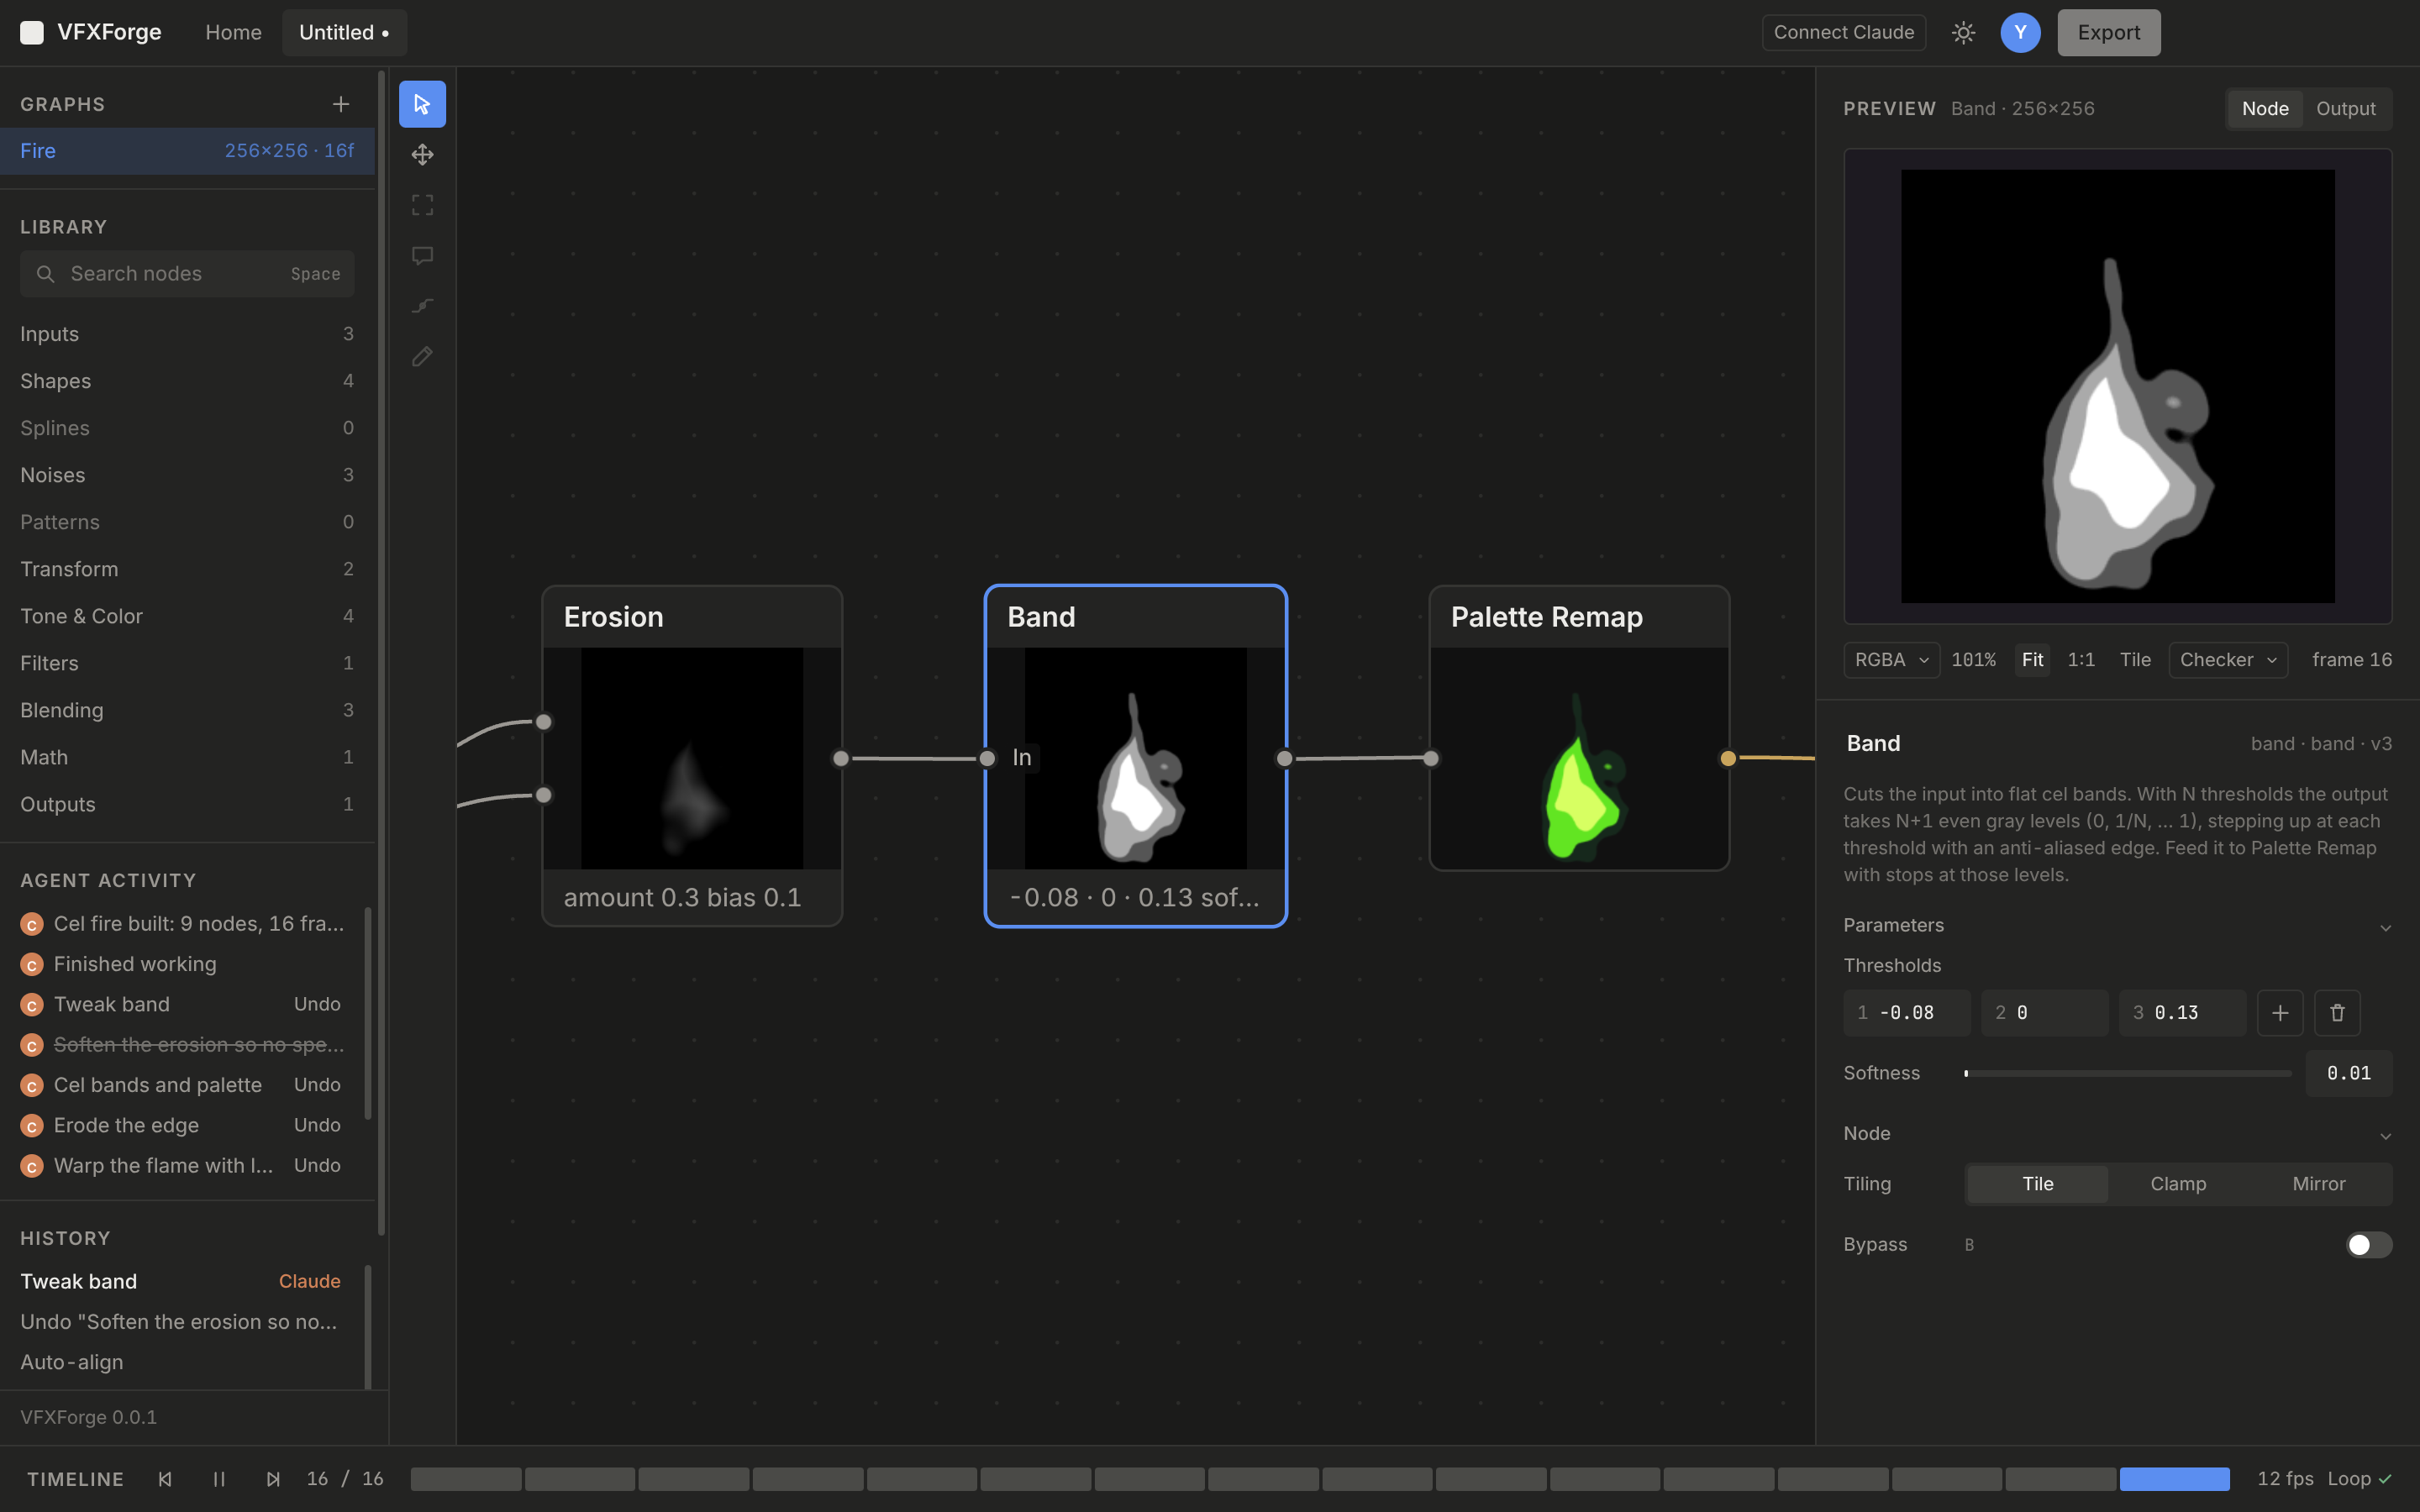 VFXForge
Home
Untitled •
Connect Claude
Y
Export
GRAPHS
Fire
256×256 · 16f
LIBRARY
Search nodes
Space
Inputs 3
Shapes 4
Splines 0
Noises 3
Patterns 0
Transform 2
Tone & Color 4
Filters 1
Blending 3
Math 1
Outputs 1
AGENT ACTIVITY
C Cel fire built: 9 nodes, 16 fra...
C Finished working
C Tweak band Undo
C Soften the erosion so no spe...
C Cel bands and palette Undo
C Erode the edge Undo
C Warp the flame with l... Undo
HISTORY
Tweak band Claude
Undo "Soften the erosion so no...
Auto-align
VFXForge 0.0.1
Erosion
amount 0.3 bias 0.1
Band
In
-0.08 · 0 · 0.13 sof...
Palette Remap
PREVIEW Band · 256×256
Node Output
RGBA 101% Fit 1:1 Tile Checker frame 16
Band
band · band · v3
Cuts the input into flat cel bands. With N thresholds the output
takes N+1 even gray levels (0, 1/N, ... 1), stepping up at each
threshold with an anti-aliased edge. Feed it to Palette Remap
with stops at those levels.
Parameters
Thresholds
1 -0.08 2 0 3 0.13
Softness 0.01
Node
Tiling Tile Clamp Mirror
Bypass B
TIMELINE 16 / 16 12 fps Loop